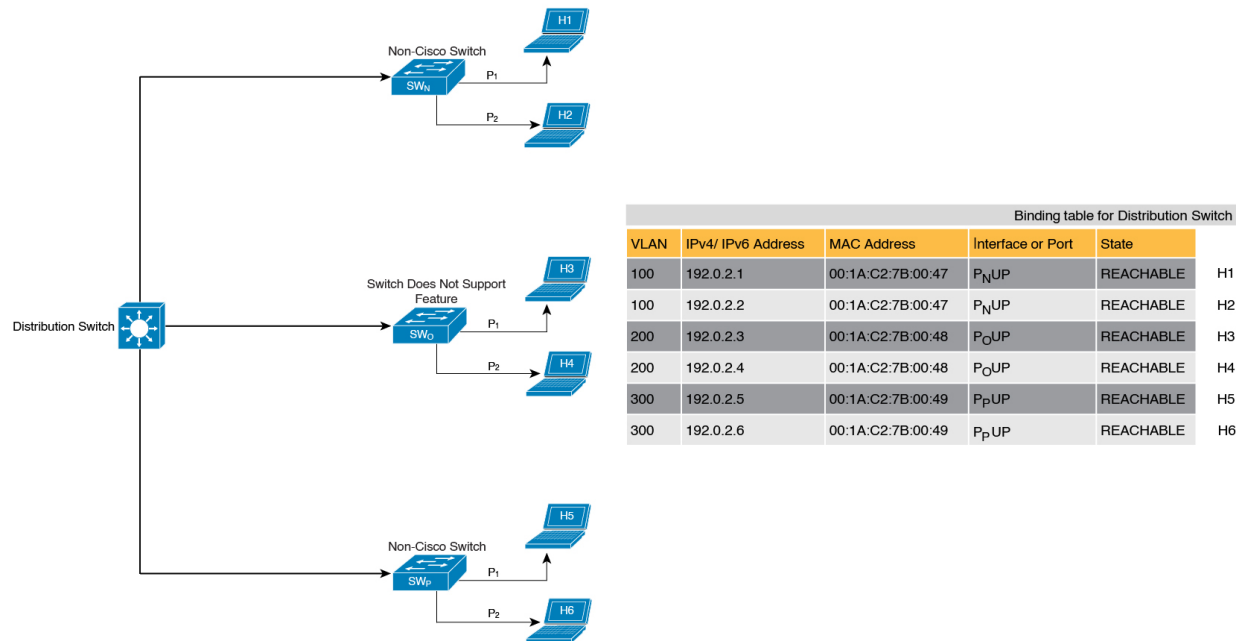 H1
Non-Cisco Switch
P1
SWN
P2
H2
Binding table for Distribution Switch
VLAN IPv4/ IPv6 Address MAC Address Interface or Port State
100 192.0.2.1 00:1A:C2:7B:00:47 PNUP REACHABLE H1
100 192.0.2.2 00:1A:C2:7B:00:47 PNUP REACHABLE H2
200 192.0.2.3 00:1A:C2:7B:00:48 POUP REACHABLE H3
200 192.0.2.4 00:1A:C2:7B:00:48 POUP REACHABLE H4
300 192.0.2.5 00:1A:C2:7B:00:49 PPUP REACHABLE H5
300 192.0.2.6 00:1A:C2:7B:00:49 PPUP REACHABLE H6
H3
Switch Does Not Support
Feature
P1
Distribution Switch
SWO
P2
H4
H5
Non-Cisco Switch
P1
SWP
P2
H6